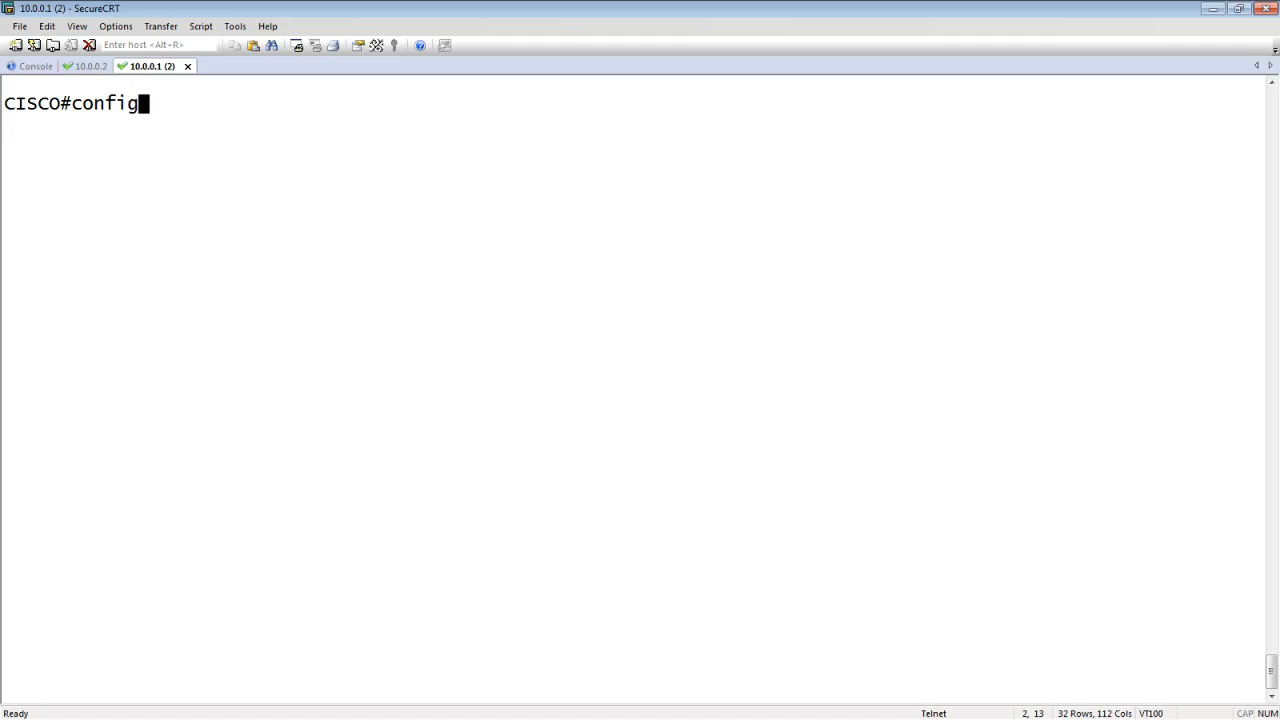 10.0.0.1 (2) - SecureCRT
File Edit View Options Transfer Script Tools Help
Enter host <Alt+R>
Console 10.0.0.2 10.0.0.1 (2)
CISCO#config
Ready Telnet 2, 13 32 Rows, 112 Cols VT100 CAP NUM